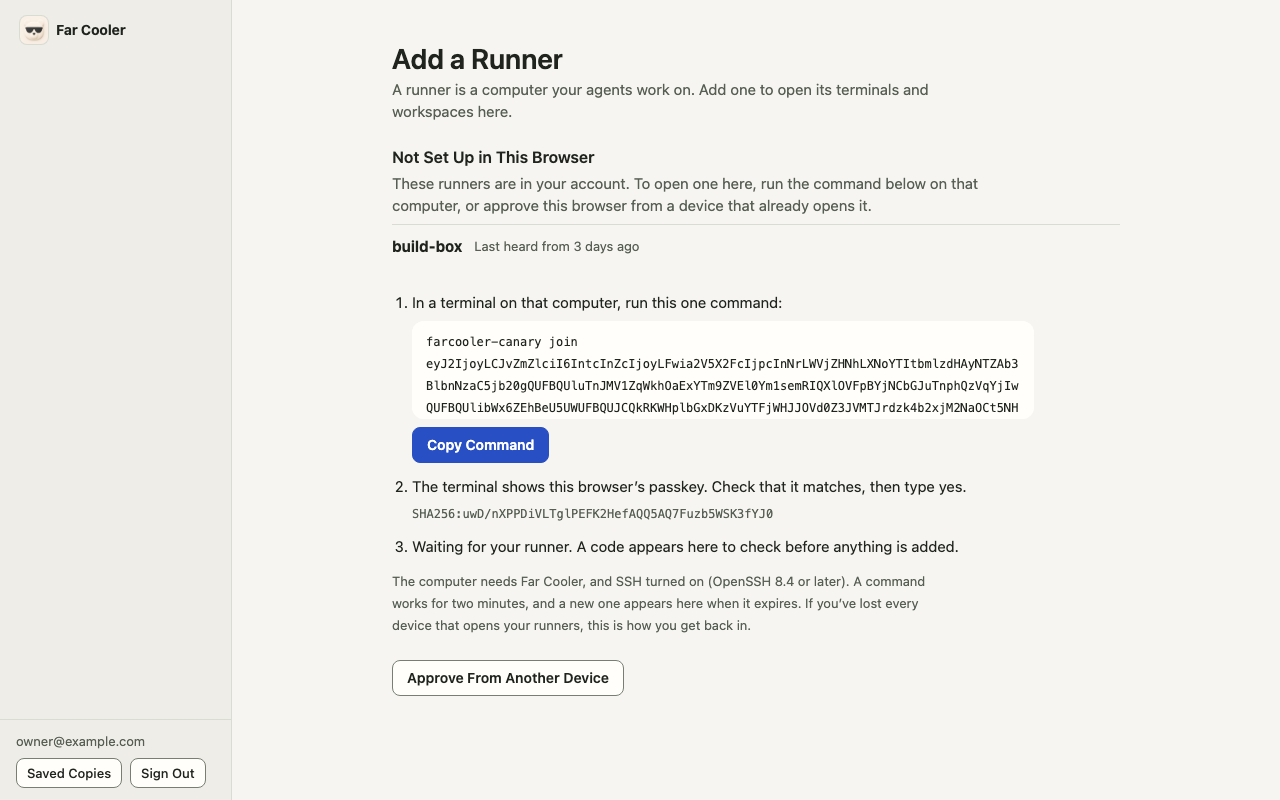 Far Cooler
Add a Runner
A runner is a computer your agents work on. Add one to open its terminals and
workspaces here.
Not Set Up in This Browser
These runners are in your account. To open one here, run the command below on that
computer, or approve this browser from a device that already opens it.
build-box Last heard from 3 days ago
1. In a terminal on that computer, run this one command:
farcooler-canary join
eyJ2IjoyLCJvZmZlciI6IntcInZcIjoyLFwia2V5X2FcIjpcInNrLWVjZHNhLXNoYTItbmlzdHAyNTZAb3
BlbnNzaC5jb20gQUFBQUluTnJMV1ZqWkhOaExYTm9ZVEl0Ym1semRIQXlOVFpBYjNCbGJuTnphQzVqYjIw
QUFBQUlibWx6ZEhBeU5UWUFBQUJCQkRKWHplbGxDKzVuYTFjWHJJOVd0Z3JVMTJrdzk4b2xjM2NaOCt5NH
Copy Command
2. The terminal shows this browser’s passkey. Check that it matches, then type yes.
SHA256:uwD/nXPPDiVLTglPEFK2HefAQQ5AQ7Fuzb5WSK3fYJ0
3. Waiting for your runner. A code appears here to check before anything is added.
The computer needs Far Cooler, and SSH turned on (OpenSSH 8.4 or later). A command
works for two minutes, and a new one appears here when it expires. If you’ve lost every
device that opens your runners, this is how you get back in.
Approve From Another Device
owner@example.com
Saved Copies Sign Out